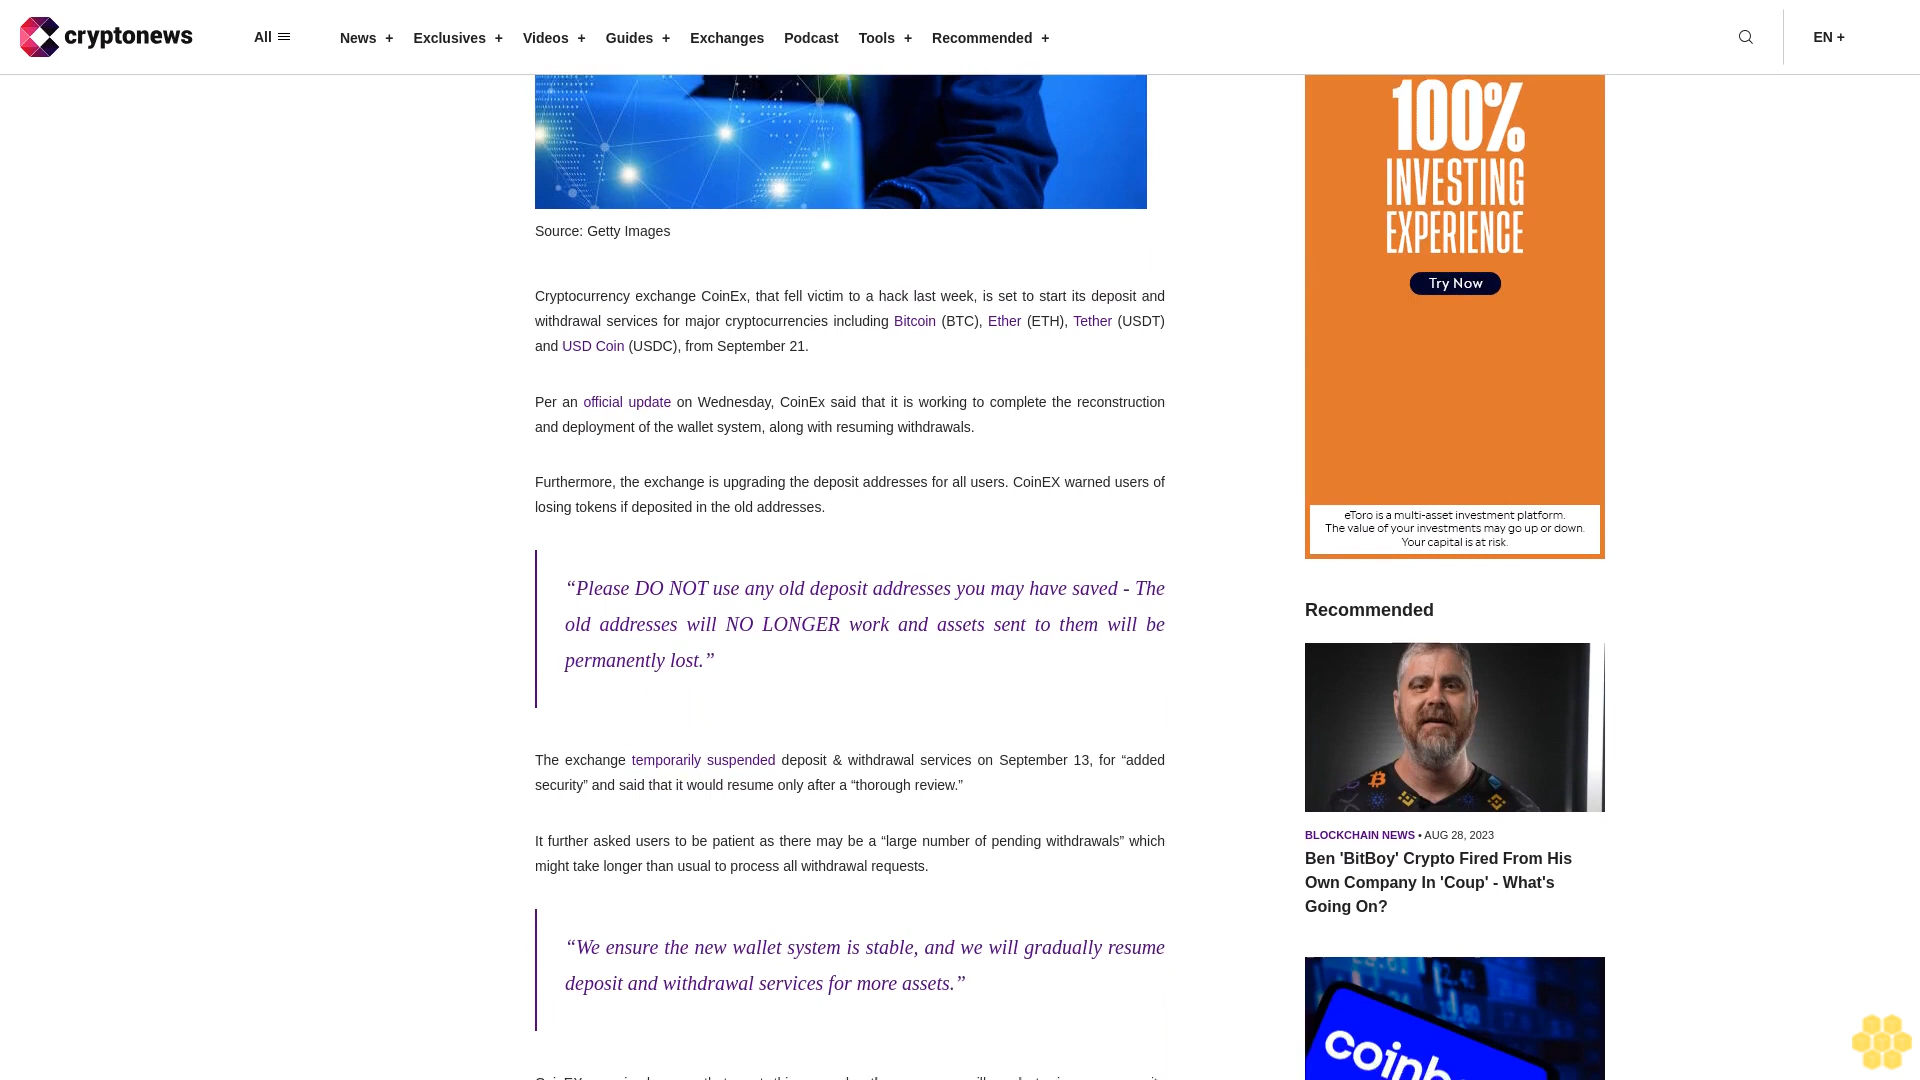 cryptonews
All
News +
Exclusives +
Videos +
Guides +
Exchanges
Podcast
Tools +
Recommended +
EN +
Source: Getty Images
Cryptocurrency exchange CoinEx, that fell victim to a hack last week, is set to start its deposit and
withdrawal services for major cryptocurrencies including Bitcoin (BTC), Ether (ETH), Tether (USDT)
and USD Coin (USDC), from September 21.
Per an official update on Wednesday, CoinEx said that it is working to complete the reconstruction
and deployment of the wallet system, along with resuming withdrawals.
Furthermore, the exchange is upgrading the deposit addresses for all users. CoinEX warned users of
losing tokens if deposited in the old addresses.
“Please DO NOT use any old deposit addresses you may have saved - The
old addresses will NO LONGER work and assets sent to them will be
permanently lost.”
The exchange temporarily suspended deposit & withdrawal services on September 13, for “added
security” and said that it would resume only after a “thorough review.”
It further asked users to be patient as there may be a “large number of pending withdrawals” which
might take longer than usual to process all withdrawal requests.
“We ensure the new wallet system is stable, and we will gradually resume
deposit and withdrawal services for more assets.”
100%
INVESTING
EXPERIENCE
Try Now
eToro is a multi-asset investment platform.
The value of your investments may go up or down.
Your capital is at risk.
Recommended
BLOCKCHAIN NEWS • AUG 28, 2023
Ben 'BitBoy' Crypto Fired From His
Own Company In 'Coup' - What's
Going On?
coinb